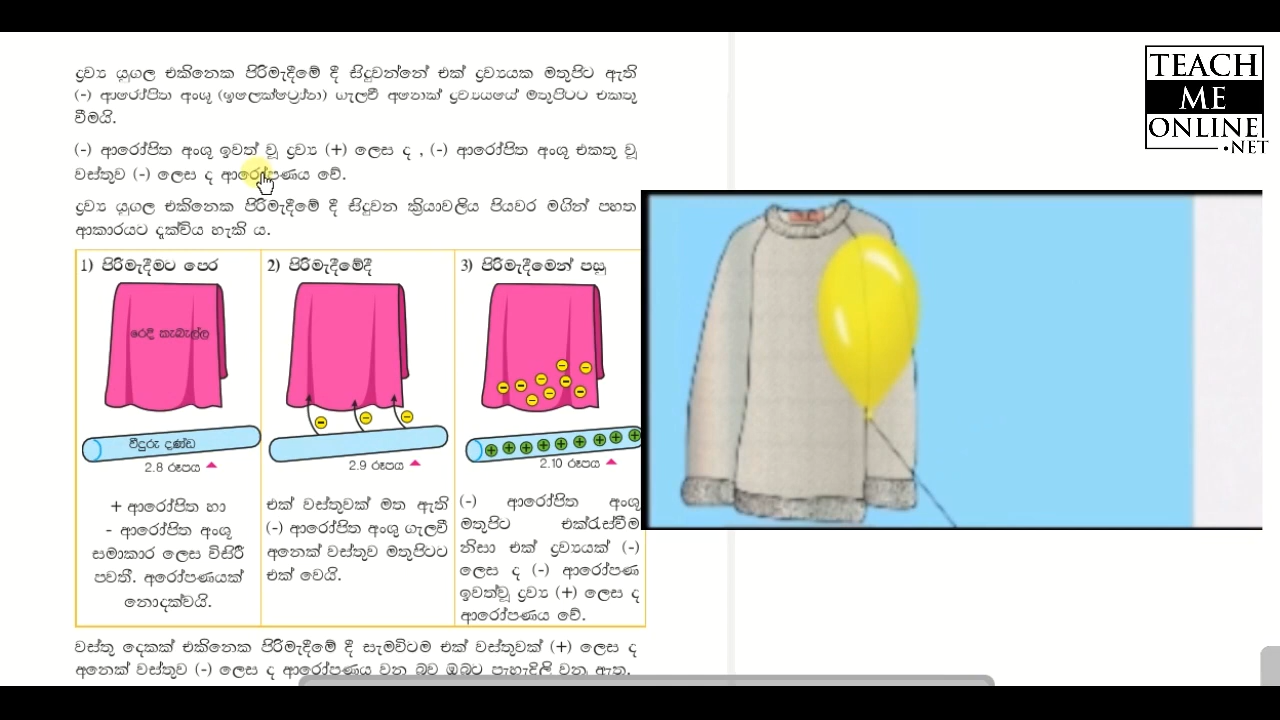 ද්‍රව්‍ය යුගල එකිනෙක පිරිමැදීමේ දී සිදුවන්නේ එක් ද්‍රව්‍යයක මතුපිට ඇති
(-) ආරෝපිත අංශු (ඉලෙක්ට්‍රෝන) ගැලවී අනෙක් ද්‍රව්‍යයේ මතුපිටට එකතු
වීමයි.
(-) ආරෝපිත අංශු ඉවත් වූ ද්‍රව්‍ය (+) ලෙස ද , (-) ආරෝපිත අංශු එකතු වූ
වස්තුව (-) ලෙස ද ආරෝපණය වේ.
ද්‍රව්‍ය යුගල එකිනෙක පිරිමැදීමේ දී සිදුවන ක්‍රියාවලිය පියවර මගින් පහත
ආකාරයට දැක්විය හැකි ය.
1) පිරිමැදීමට පෙර
රෙදි කැබැල්ල
වීදුරු දණ්ඩ
2.8 රූපය
+ ආරෝපිත හා
- ආරෝපිත අංශු
සමාකාර ලෙස විසිරී
පවතී. අරෝපණයක්
නොදක්වයි.
2) පිරිමැදීමේදී
2.9 රූපය
එක් වස්තුවක් මත ඇති
(-) ආරෝපිත අංශු ගැලවී
අනෙක් වස්තුව මතුපිටට
එක් වෙයි.
3) පිරිමැදීමෙන් පසු
2.10 රූපය
(-) ආරෝපිත අංශු
මතුපිට එක්රැස්වීම
නිසා එක් ද්‍රව්‍යයක් (-)
ලෙස ද (-) ආරෝපණ
ඉවත්වූ ද්‍රව්‍ය (+) ලෙස ද
ආරෝපණය වේ.
වස්තු දෙකක් එකිනෙක පිරිමැදීමේ දී සැමවිටම එක් වස්තුවක් (+) ලෙස ද
අනෙක් වස්තුව (-) ලෙස ද ආරෝපණය වන බව ඔබට පැහැදිලි වනු ඇත.
TEACH
ME
ONLINE
.NET